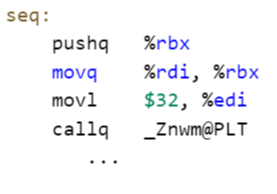 seq:
pushq %rbx
movq %rdi, %rbx
movl $32, %edi
callq _Znwm@PLT
...